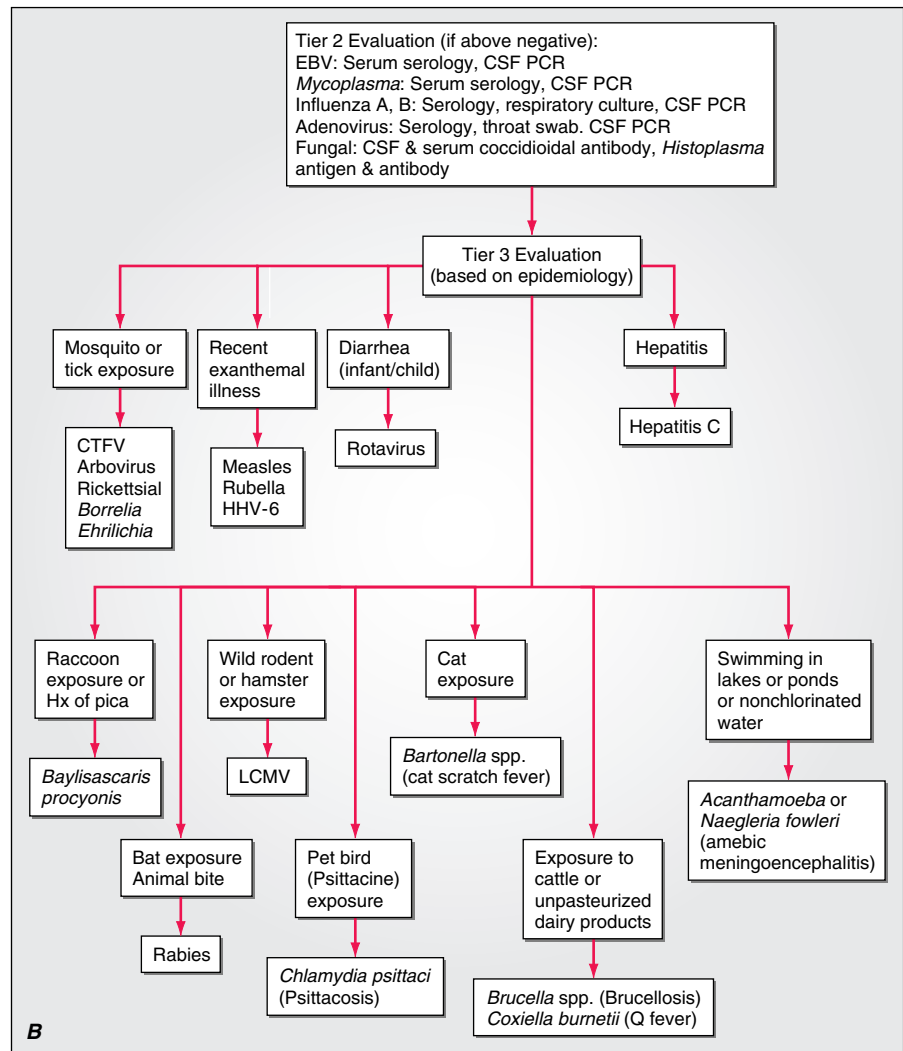 Tier 2 Evaluation (if above negative):
EBV: Serum serology, CSF PCR
Mycoplasma: Serum serology, CSF PCR
Influenza A, B: Serology, respiratory culture, CSF PCR
Adenovirus: Serology, throat swab. CSF PCR
Fungal: CSF & serum coccidioidal antibody, Histoplasma
antigen & antibody
Tier 3 Evaluation
(based on epidemiology)
Mosquito or
tick exposure
Recent
exanthemal
illness
Diarrhea
(infant/child)
Hepatitis
CTFV
Arbovirus
Rickettsial
Borrelia
Ehrilichia
Measles
Rubella
HHV-6
Rotavirus
Hepatitis C
Raccoon
exposure or
Hx of pica
Wild rodent
or hamster
exposure
Cat
exposure
Swimming in
lakes or ponds
or nonchlorinated
water
Baylisascaris
procyonis
LCMV
Bartonella spp.
(cat scratch fever)
Acanthamoeba or
Naegleria fowleri
(amebic
meningoencephalitis)
Bat exposure
Animal bite
Pet bird
(Psittacine)
exposure
Exposure to
cattle or
unpasteurized
dairy products
Rabies
Chlamydia psittaci
(Psittacosis)
Brucella spp. (Brucellosis)
Coxiella burnetii (Q fever)
B